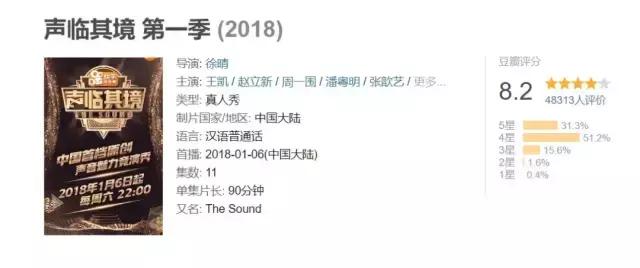 声临其境 第一季 (2018)
声临其境
THE SOUND
中国首档原创
声音魅力竞演秀
2018年1月6日起
每周六 22:00
导演: 徐晴
主演: 王凯 / 赵立新 / 周一围 / 潘粤明 / 张歆艺 / 更多...
类型: 真人秀
制片国家/地区: 中国大陆
语言: 汉语普通话
首播: 2018-01-06(中国大陆)
集数: 11
单集片长: 90分钟
又名: The Sound
豆瓣评分
8.2
48313人评价
5星 31.3%
4星 51.2%
3星 15.6%
2星 1.6%
1星 0.4%